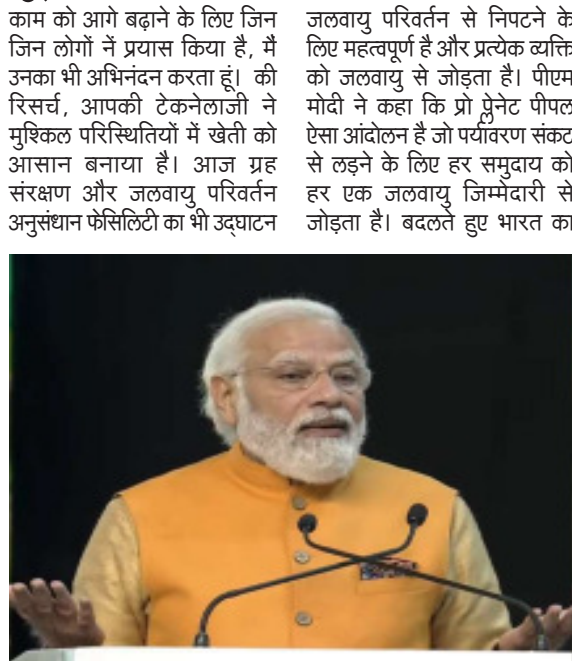 काम को आगे बढ़ाने के लिए जिन
जिन लोगों नें प्रयास किया है, मैं
उनका भी अभिनंदन करता हूं। की
रिसर्च, आपकी टेकनेलाजी ने
मुश्किल परिस्थितियों में खेती को
आसान बनाया है। आज ग्रह
संरक्षण और जलवायु परिवर्तन
अनुसंधान फेसिलिटी का भी उद्घाटन
जलवायु परिवर्तन से निपटने के
लिए महत्वपूर्ण है और प्रत्येक व्यक्ति
को जलवायु से जोड़ता है। पीएम
मोदी ने कहा कि प्रो प्लेनेट पीपल
ऐसा आंदोलन है जो पर्यावरण संकट
से लड़ने के लिए हर समुदाय को
हर एक जलवायु जिम्मेदारी से
जोड़ता है। बदलते हुए भारत का